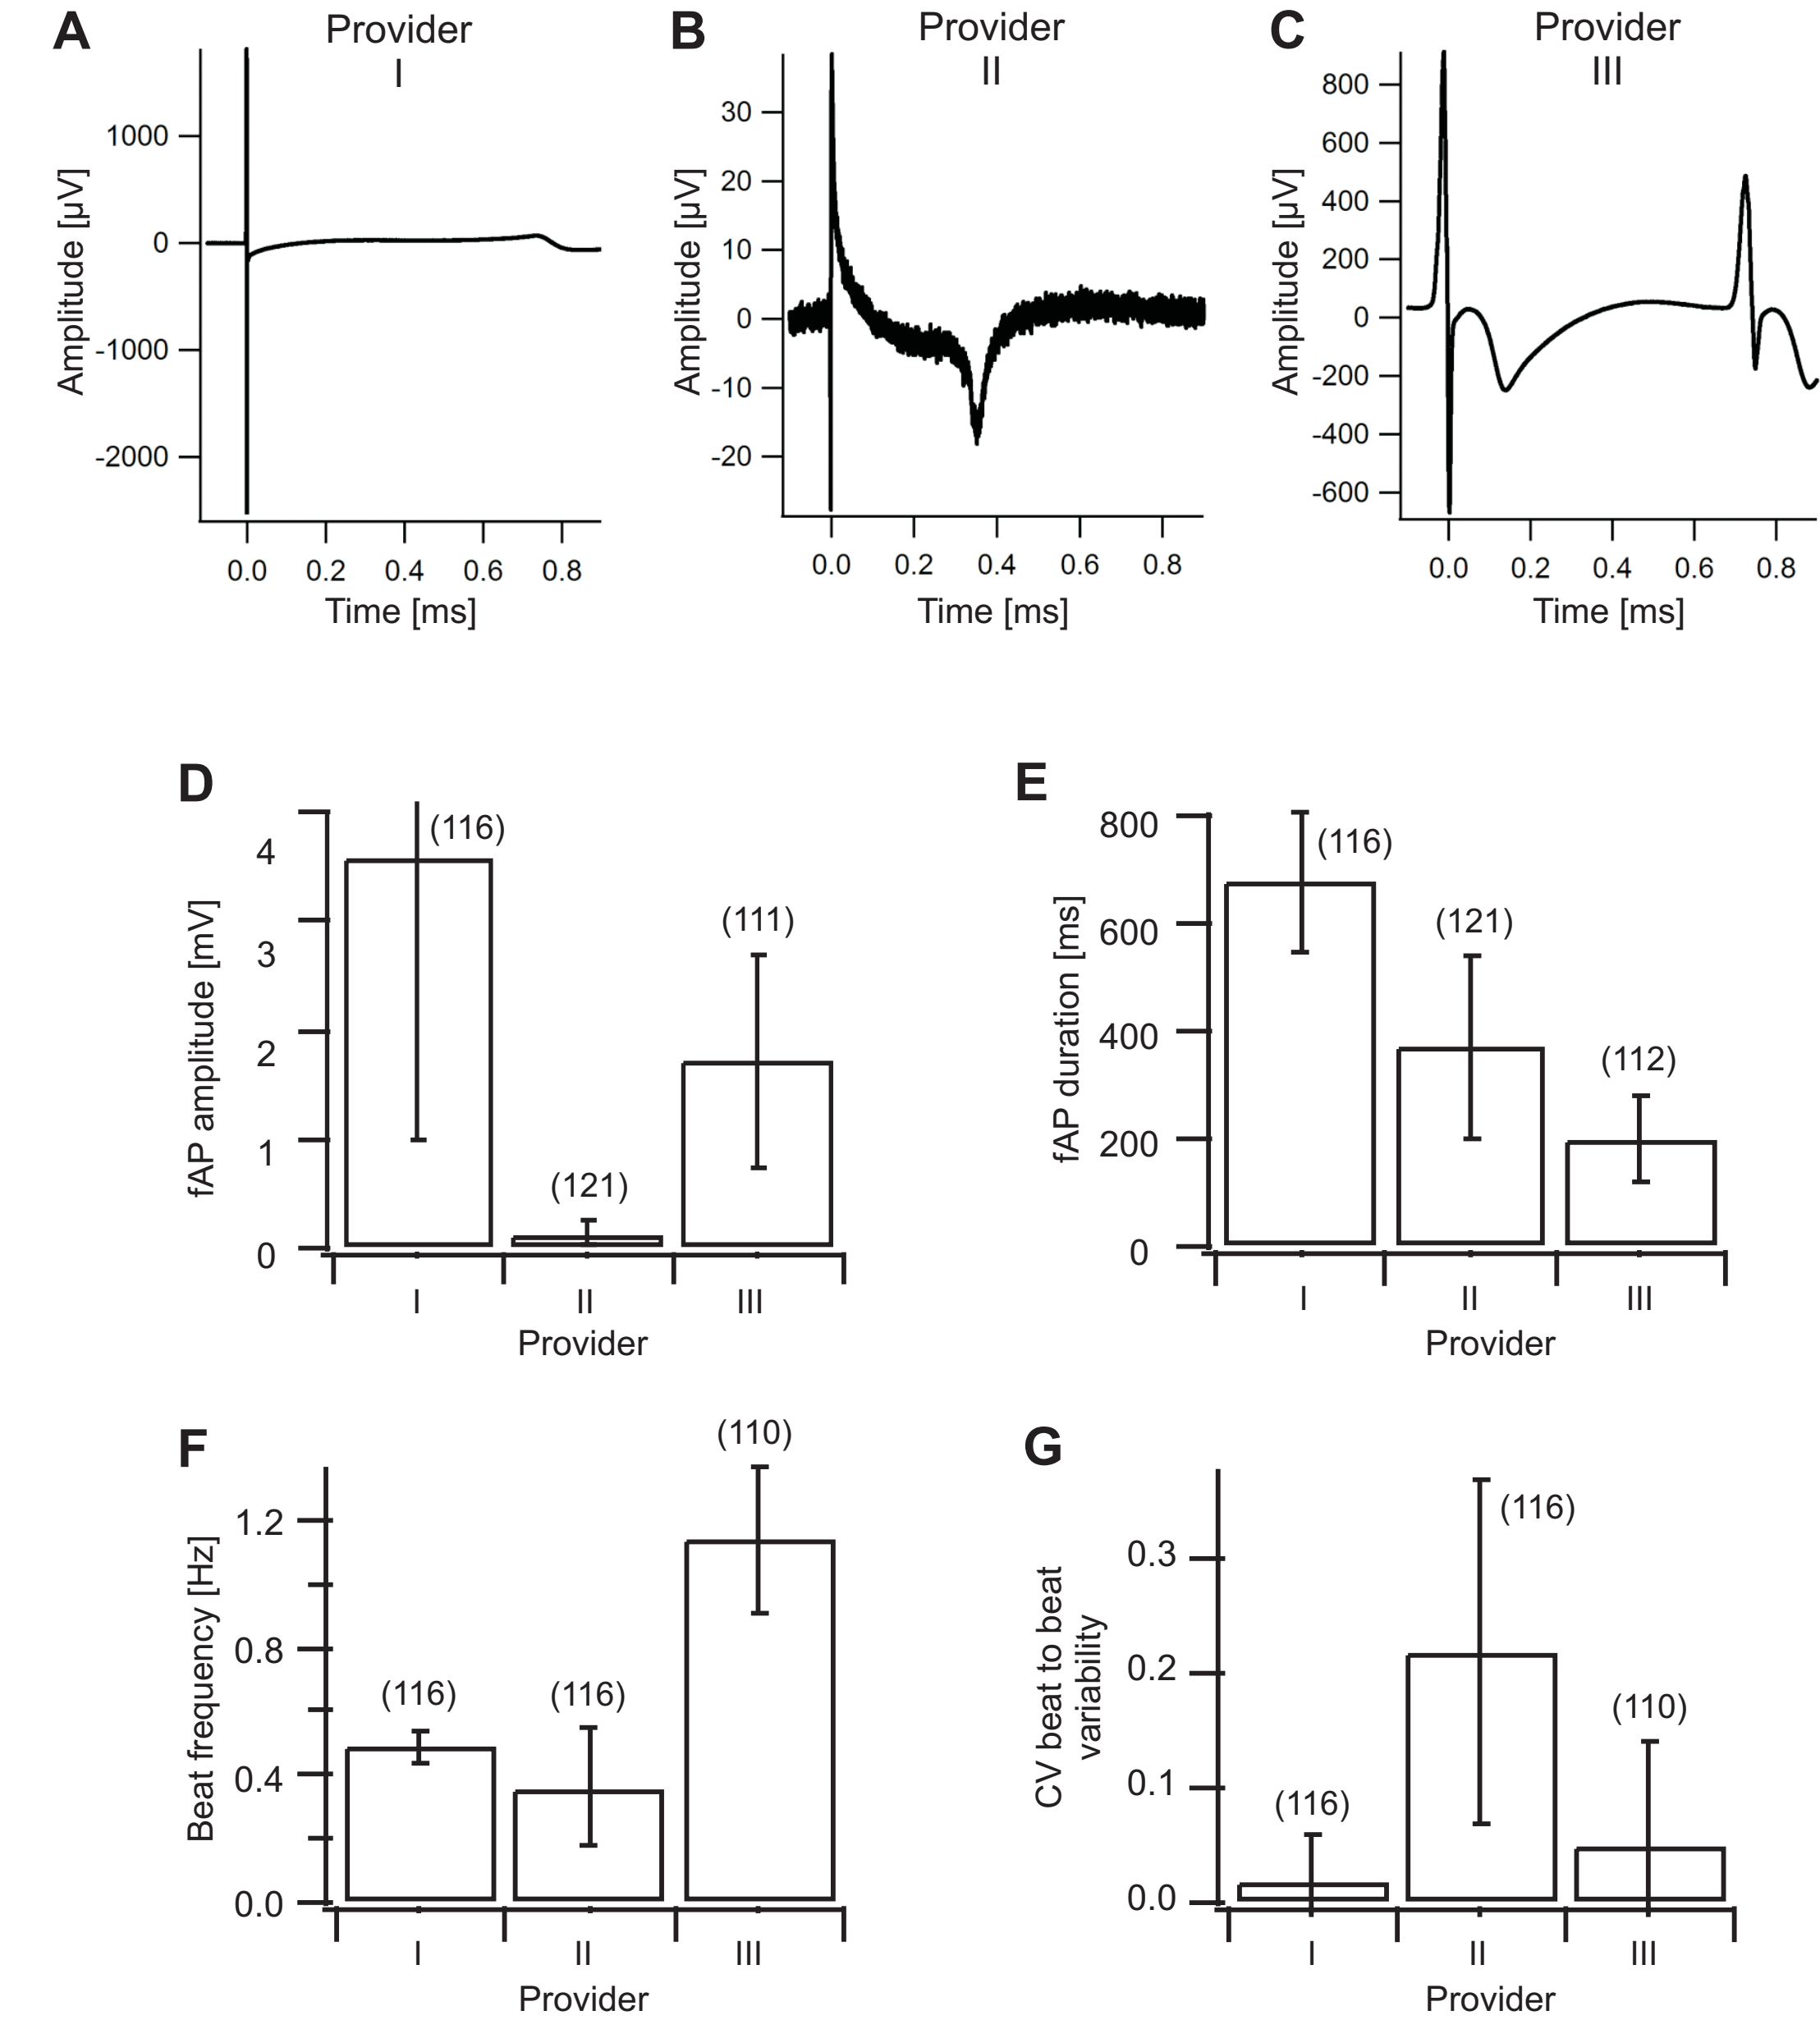 A
Provider
I
Amplitude [µV]
1000
0
-1000
-2000
0.0 0.2 0.4 0.6 0.8
Time [ms]
B
Provider
II
Amplitude [µV]
30
20
10
0
-10
-20
0.0 0.2 0.4 0.6 0.8
Time [ms]
C
Provider
III
Amplitude [µV]
800
600
400
200
0
-200
-400
-600
0.0 0.2 0.4 0.6 0.8
Time [ms]
D
fAP amplitude [mV]
4
3
2
1
0
(116)
(121)
(111)
I II III
Provider
E
fAP duration [ms]
800
600
400
200
0
(116)
(121)
(112)
I II III
Provider
F
Beat frequency [Hz]
1.2
0.8
0.4
0.0
(116)
(116)
(110)
I II III
Provider
G
CV beat to beat
variability
0.3
0.2
0.1
0.0
(116)
(116)
(110)
I II III
Provider